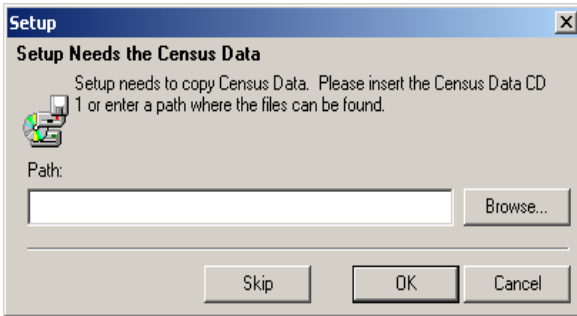 Setup
Setup Needs the Census Data
Setup needs to copy Census Data. Please insert the Census Data CD
1 or enter a path where the files can be found.
Path:
Browse...
Skip
OK
Cancel